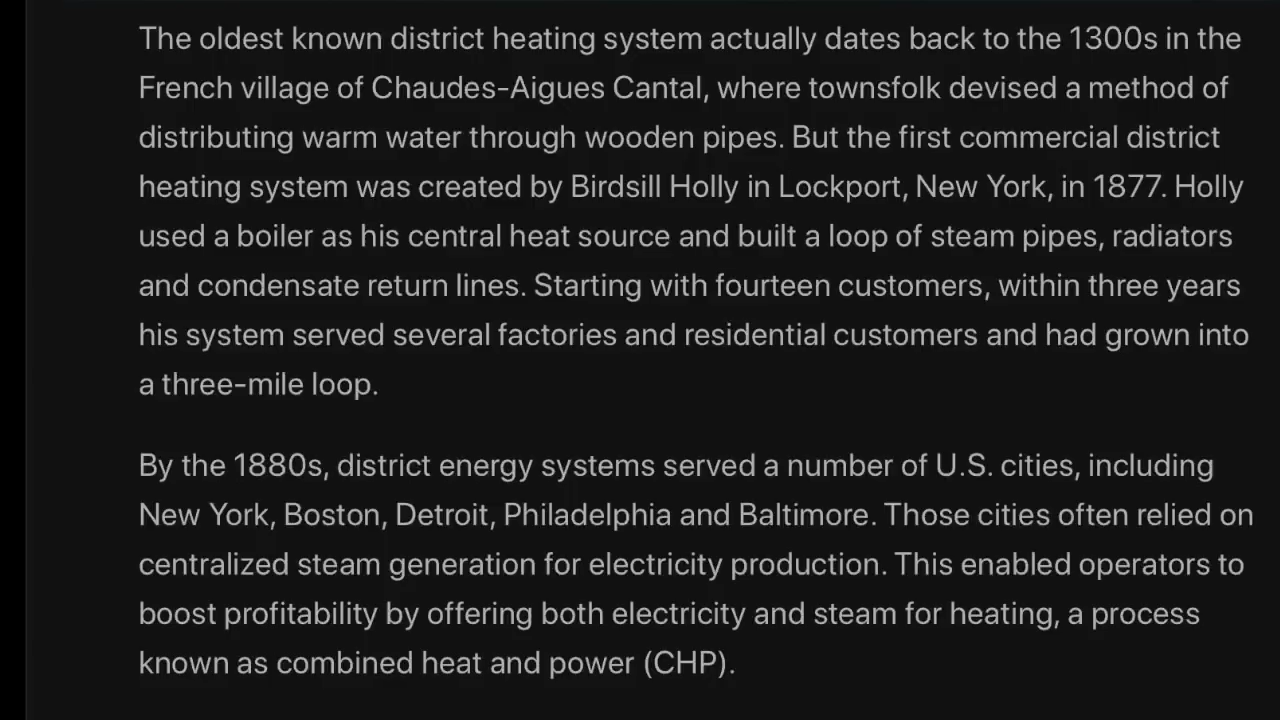 The oldest known district heating system actually dates back to the 1300s in the
French village of Chaudes-Aigues Cantal, where townsfolk devised a method of
distributing warm water through wooden pipes. But the first commercial district
heating system was created by Birdsill Holly in Lockport, New York, in 1877. Holly
used a boiler as his central heat source and built a loop of steam pipes, radiators
and condensate return lines. Starting with fourteen customers, within three years
his system served several factories and residential customers and had grown into
a three-mile loop.
By the 1880s, district energy systems served a number of U.S. cities, including
New York, Boston, Detroit, Philadelphia and Baltimore. Those cities often relied on
centralized steam generation for electricity production. This enabled operators to
boost profitability by offering both electricity and steam for heating, a process
known as combined heat and power (CHP).